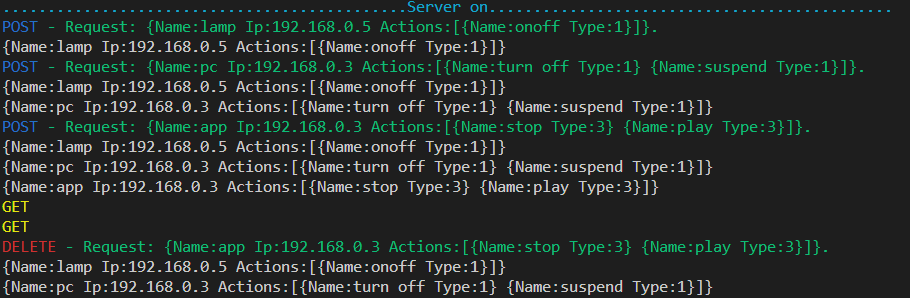 .............................................Server on.............................................
POST - Request: {Name:lamp Ip:192.168.0.5 Actions:[{Name:onoff Type:1}]}.
{Name:lamp Ip:192.168.0.5 Actions:[{Name:onoff Type:1}]}
POST - Request: {Name:pc Ip:192.168.0.3 Actions:[{Name:turn off Type:1} {Name:suspend Type:1}]}.
{Name:lamp Ip:192.168.0.5 Actions:[{Name:onoff Type:1}]}
{Name:pc Ip:192.168.0.3 Actions:[{Name:turn off Type:1} {Name:suspend Type:1}]}
POST - Request: {Name:app Ip:192.168.0.3 Actions:[{Name:stop Type:3} {Name:play Type:3}]}.
{Name:lamp Ip:192.168.0.5 Actions:[{Name:onoff Type:1}]}
{Name:pc Ip:192.168.0.3 Actions:[{Name:turn off Type:1} {Name:suspend Type:1}]}
{Name:app Ip:192.168.0.3 Actions:[{Name:stop Type:3} {Name:play Type:3}]}
GET
GET
DELETE - Request: {Name:app Ip:192.168.0.3 Actions:[{Name:stop Type:3} {Name:play Type:3}]}.
{Name:lamp Ip:192.168.0.5 Actions:[{Name:onoff Type:1}]}
{Name:pc Ip:192.168.0.3 Actions:[{Name:turn off Type:1} {Name:suspend Type:1}]}